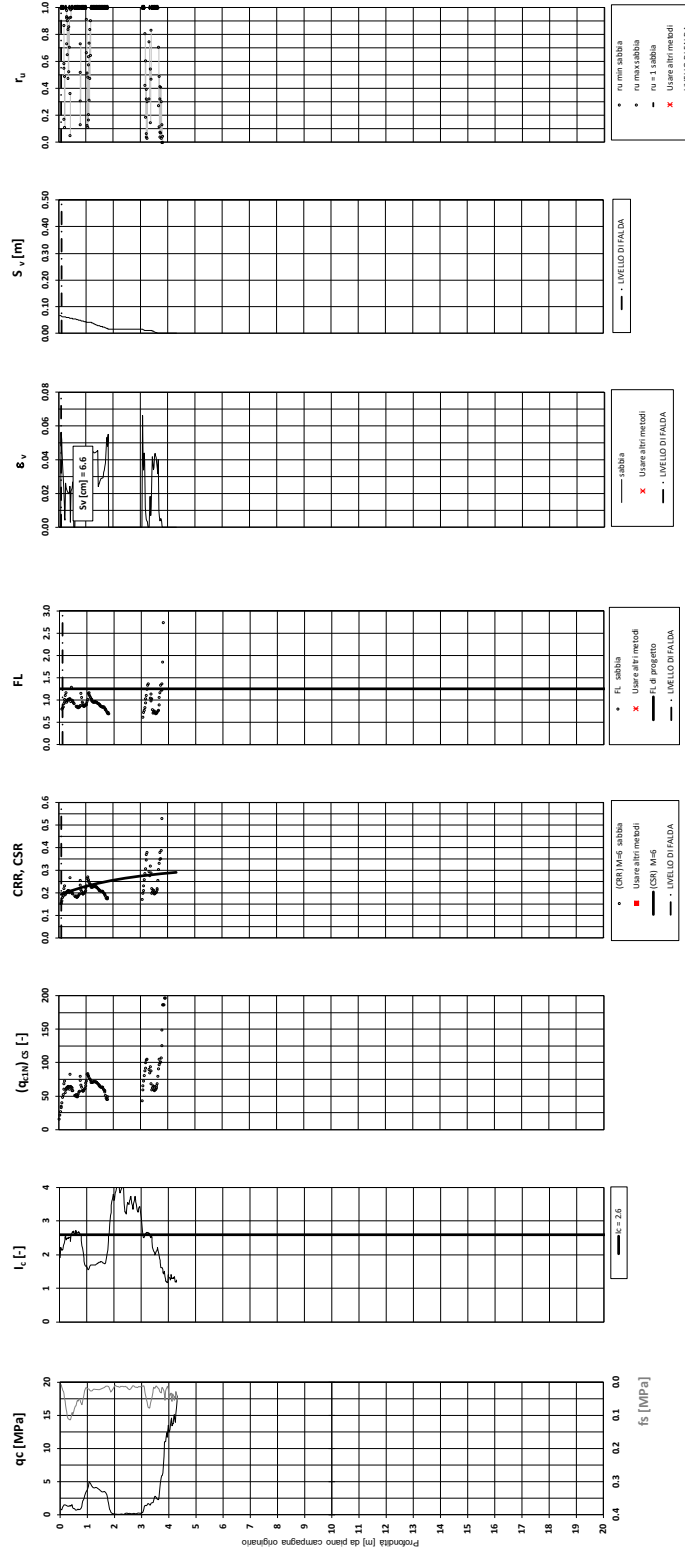 qc [MPa]
0
5
10
15
20
0
1
2
3
4
5
6
7
8
9
10
11
12
13
14
15
16
17
18
19
20
Profondità [m] da piano campagna originario
0.4
0.3
0.2
0.1
0.0
fs [MPa]
Ic [-]
0
1
2
3
4
Ic = 2.6
(qc1N)cs [-]
0
50
100
150
200
CRR, CSR
0.0
0.1
0.2
0.3
0.4
0.5
0.6
(CRR) M=6 sabbia
Usare altri metodi
(CSR) M=6
LIVELLO DI FALDA
FL
0.0
0.5
1.0
1.5
2.0
2.5
3.0
FL sabbia
Usare altri metodi
FL di progetto
LIVELLO DI FALDA
εv
0.00
0.02
0.04
0.06
0.08
Sv [cm] = 6.6
sabbia
Usare altri metodi
LIVELLO DI FALDA
Sv [m]
0.00
0.10
0.20
0.30
0.40
0.50
LIVELLO DI FALDA
ru
0.0
0.2
0.4
0.6
0.8
1.0
ru min sabbia
ru max sabbia
ru = 1 sabbia
Usare altri metodi